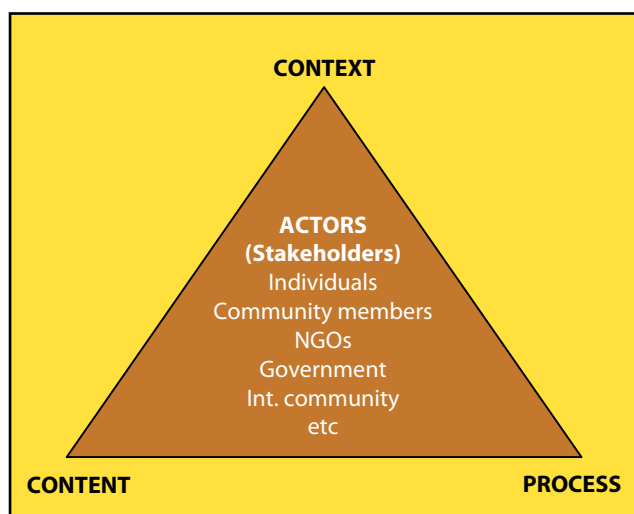 CONTEXT
ACTORS
(Stakeholders)
Individuals
Community members
NGOs
Government
Int. community
etc
CONTENT
PROCESS